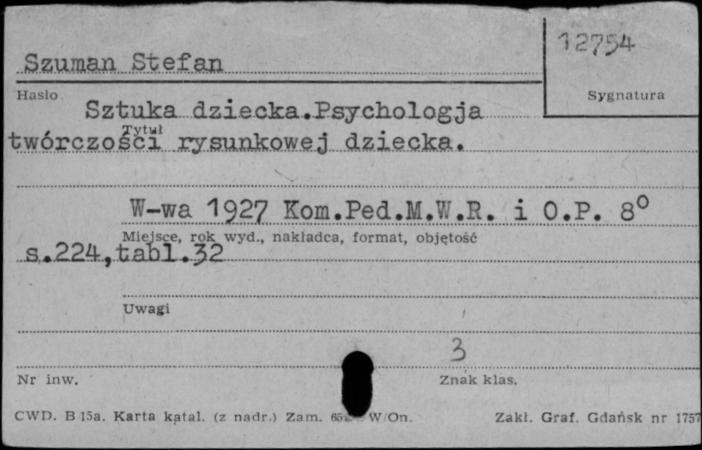 12754
Szuman Stefan
Hasło
Sygnatura
Sztuka dziecka.Psychologja
Tytuł
twórczości rysunkowej dziecka.
W-wa 1927 Kom.Ped.M.W.R. i O.P. 8°
Miejsce, rok wyd., nakładca, format, objętość
s.224,tabl.32
Uwagi
3
Nr inw.
Znak klas.
CWD. B 15a. Karta katal. (z nadr.) Zam. W/On.
Zakł. Graf. Gdańsk nr 1757